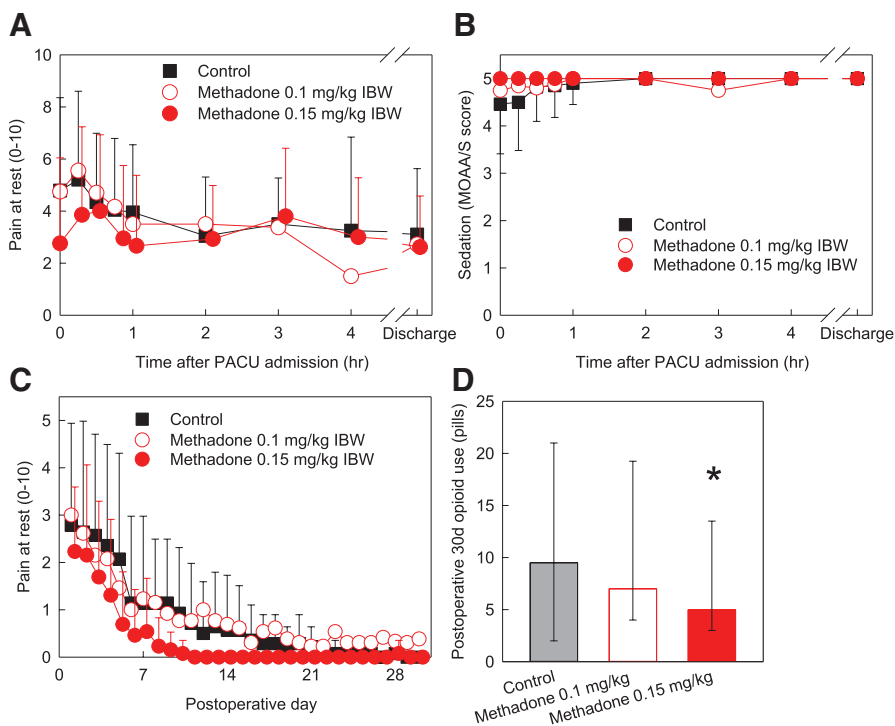 A
10
8
6
4
2
0
Pain at rest (0-10)
Control
Methadone 0.1 mg/kg IBW
Methadone 0.15 mg/kg IBW
0 1 2 3 4 Discharge
Time after PACU admission (hr)
B
5
4
3
2
1
0
Sedation (MOAA/S score)
Control
Methadone 0.1 mg/kg IBW
Methadone 0.15 mg/kg IBW
0 1 2 3 4 Discharge
Time after PACU admission (hr)
C
5
4
3
2
1
0
Pain at rest (0-10)
Control
Methadone 0.1 mg/kg IBW
Methadone 0.15 mg/kg IBW
0 7 14 21 28
Postoperative day
D
25
20
15
10
5
0
Postoperative 30d opioid use (pills)
*
Control
Methadone 0.1 mg/kg
Methadone 0.15 mg/kg